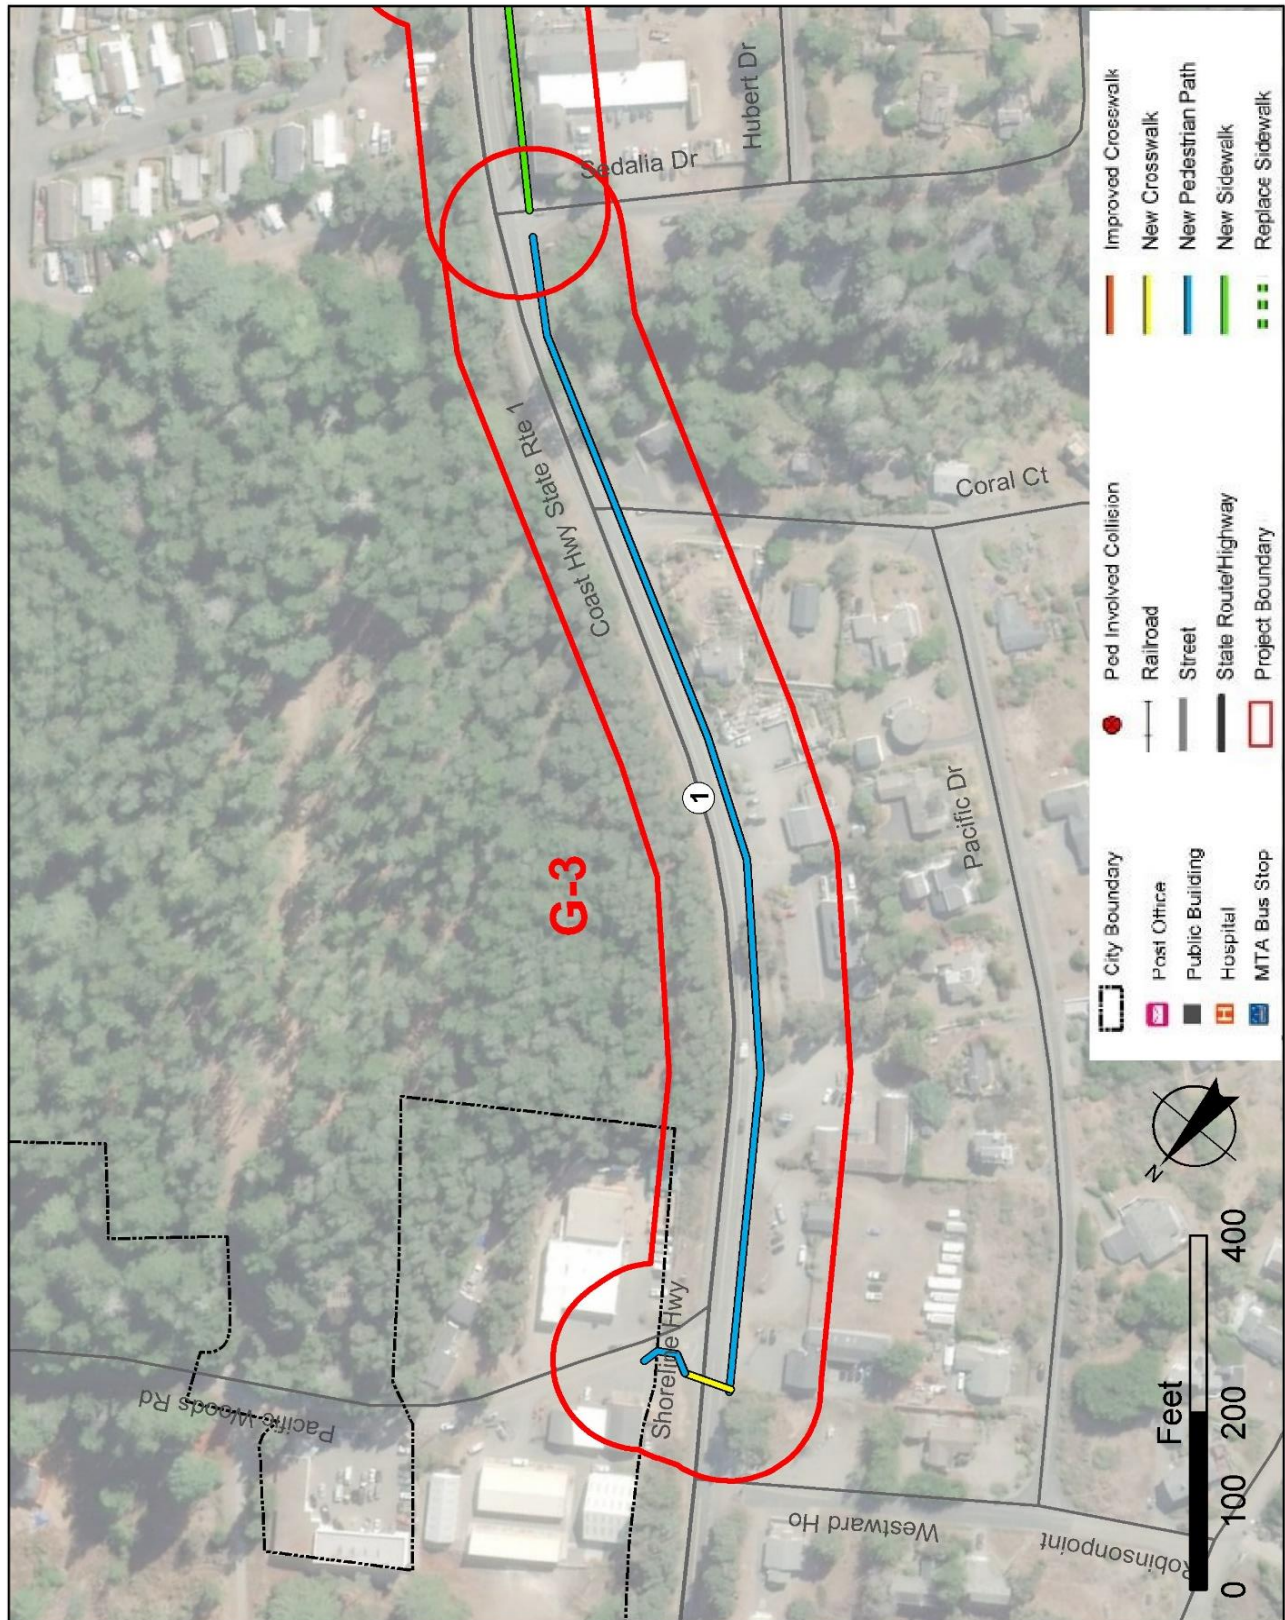 Hubert Dr
Sedalia Dr
Coast Hwy State Rte 1
Coral Ct
1
G-3
Pacific Dr
Shoreline Hwy
Pacific Woods Rd
Westward Ho
Robinsonpoint
N
Feet
0 100 200 400
City Boundary
Post Office
Public Building
H Hospital
MTA Bus Stop
Ped Involved Collision
Railroad
Street
State Route/Highway
Project Boundary
Improved Crosswalk
New Crosswalk
New Pedestrian Path
New Sidewalk
Replace Sidewalk